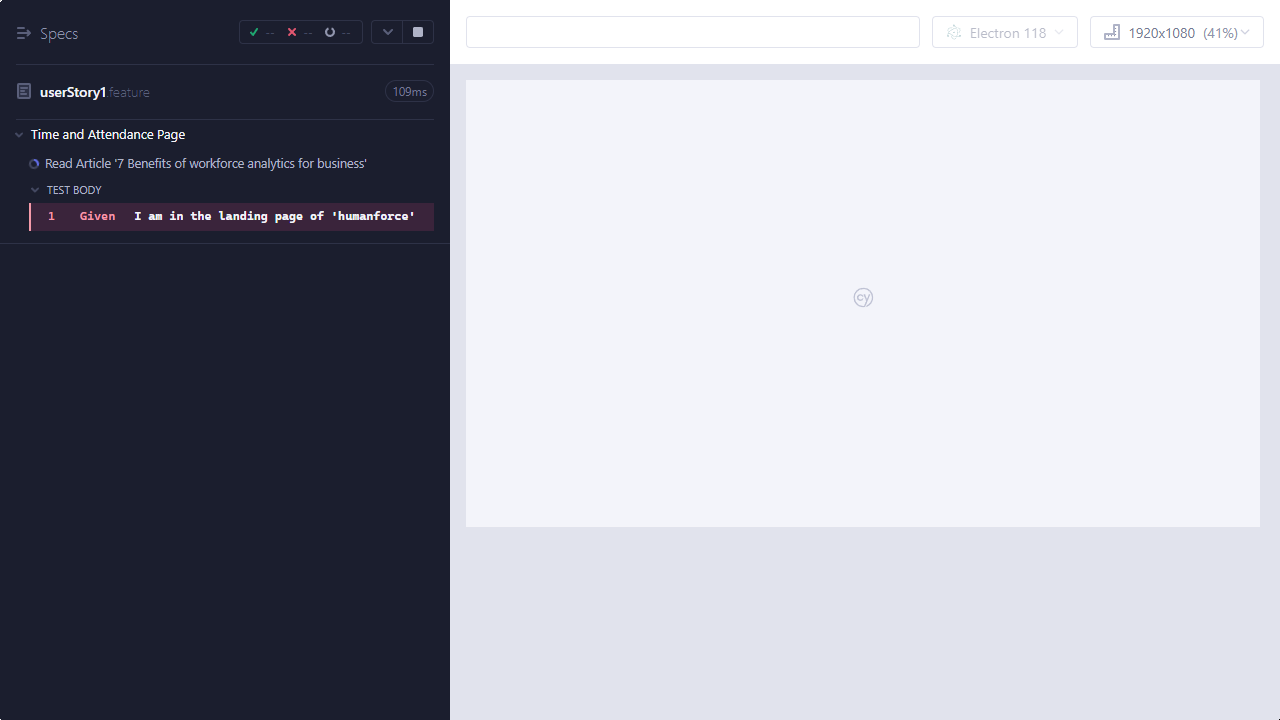 Specs
--
--
--
userStory1.feature
109ms
Time and Attendance Page
Read Article '7 Benefits of workforce analytics for business'
TEST BODY
1 Given I am in the landing page of 'humanforce'
Electron 118
1920x1080 (41%)
cy